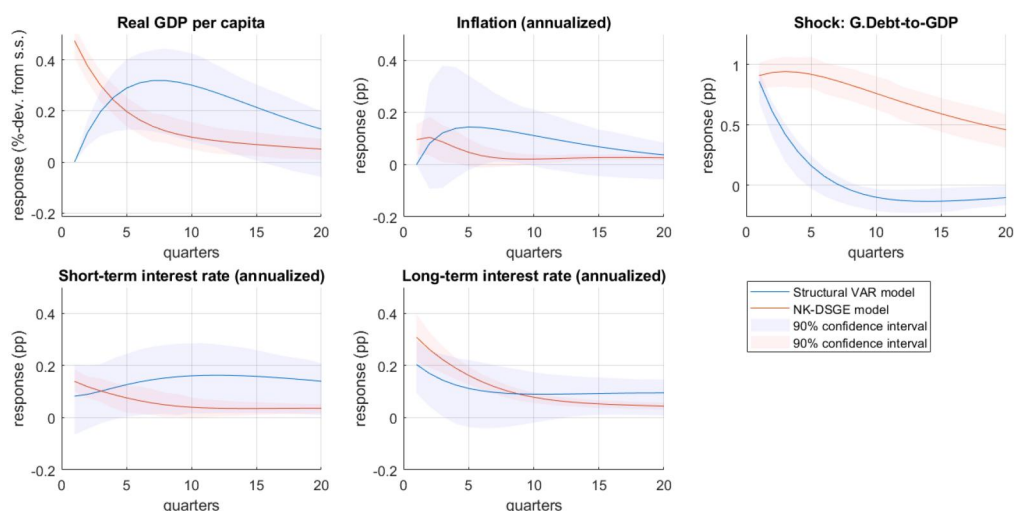 Real GDP per capita
response (%-dev. from s.s.)
0.4
0.2
0
-0.2
0 5 10 15 20
quarters
Inflation (annualized)
response (pp)
0.4
0.2
0
-0.2
0 5 10 15 20
quarters
Shock: G.Debt-to-GDP
response (pp)
1
0.5
0
0 5 10 15 20
quarters
Short-term interest rate (annualized)
response (pp)
0.4
0.2
0
-0.2
0 5 10 15 20
quarters
Long-term interest rate (annualized)
response (pp)
0.4
0.2
0
-0.2
0 5 10 15 20
quarters
Structural VAR model
NK-DSGE model
90% confidence interval
90% confidence interval